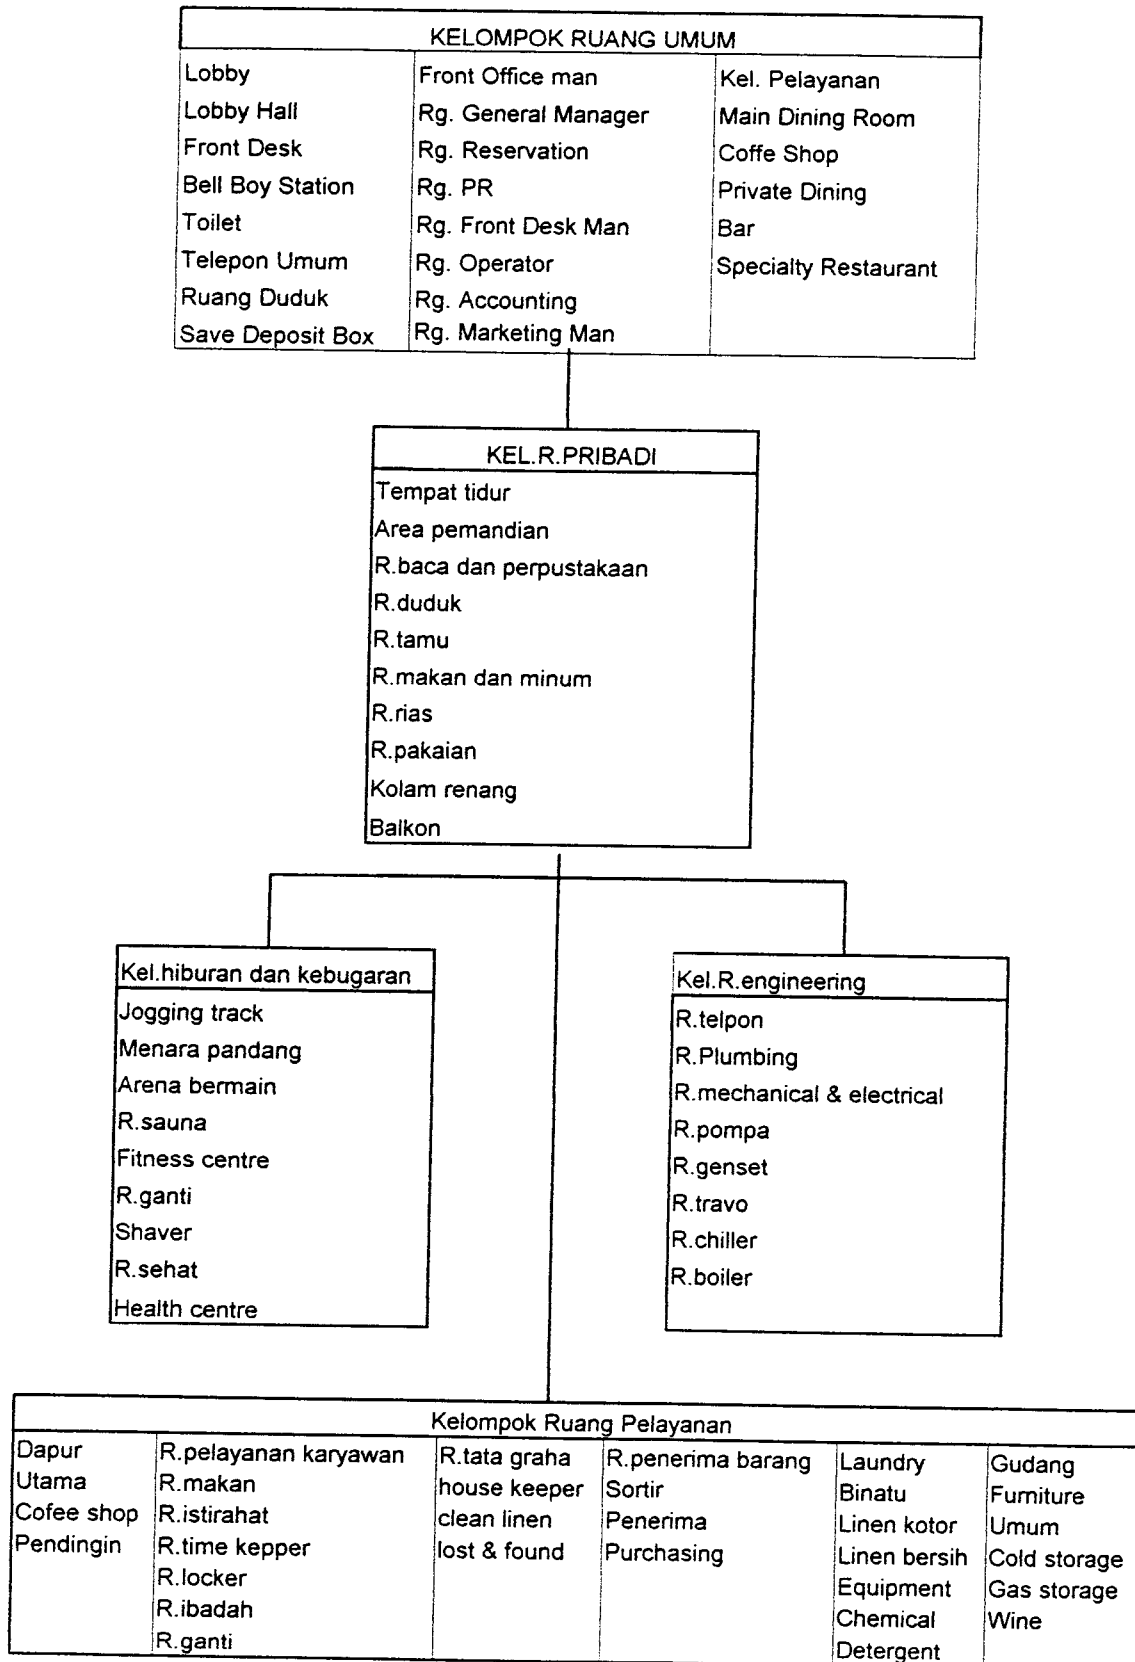 KELOMPOK RUANG UMUM
Lobby
Lobby Hall
Front Desk
Bell Boy Station
Toilet
Telepon Umum
Ruang Duduk
Save Deposit Box
Front Office man
Rg. General Manager
Rg. Reservation
Rg. PR
Rg. Front Desk Man
Rg. Operator
Rg. Accounting
Rg. Marketing Man
Kel. Pelayanan
Main Dining Room
Coffe Shop
Private Dining
Bar
Specialty Restaurant
KEL.R.PRIBADI
Tempat tidur
Area pemandian
R.baca dan perpustakaan
R.duduk
R.tamu
R.makan dan minum
R.rias
R.pakaian
Kolam renang
Balkon
Kel.hiburan dan kebugaran
Jogging track
Menara pandang
Arena bermain
R.sauna
Fitness centre
R.ganti
Shaver
R.sehat
Health centre
Kel.R.engineering
R.telpon
R.Plumbing
R.mechanical & electrical
R.pompa
R.genset
R.travo
R.chiller
R.boiler
Kelompok Ruang Pelayanan
Dapur
Utama
Cofee shop
Pendingin
R.pelayanan karyawan
R.makan
R.istirahat
R.time kepper
R.locker
R.ibadah
R.ganti
R.tata graha
house keeper
clean linen
lost & found
R.penerima barang
Sortir
Penerima
Purchasing
Laundry
Binatu
Linen kotor
Linen bersih
Equipment
Chemical
Detergent
Gudang
Furniture
Umum
Cold storage
Gas storage
Wine